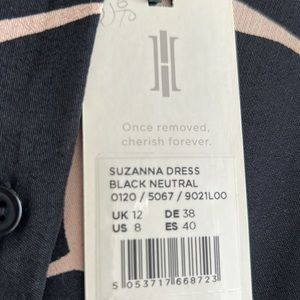 Once removed,
cherish forever.
SUZANNA DRESS
BLACK NEUTRAL
0120 / 5067 / 9021L00
UK 12 DE 38
US 8 ES 40
5 053717 668723